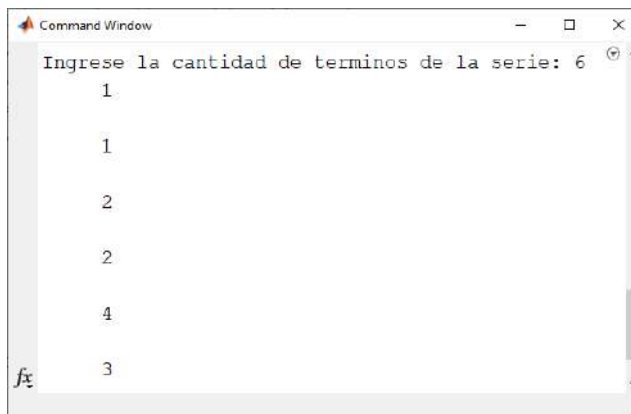 Command Window
Ingrese la cantidad de terminos de la serie: 6
1
1
2
2
4
3
fx